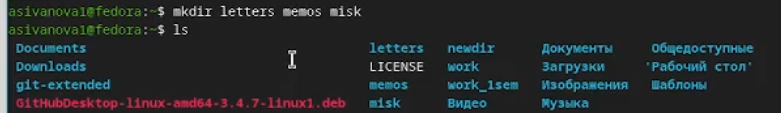 asivanova1@fedora:~$ mkdir letters memos misk
asivanova1@fedora:~$ ls
Documents letters newdir Документы Общедоступные
Downloads LICENSE work Загрузки 'Рабочий стол'
git-extended memos work_1sem Изображения Шаблоны
GitHubDesktop-linux-amd64-3.4.7-linux1.deb misk Видео Музыка